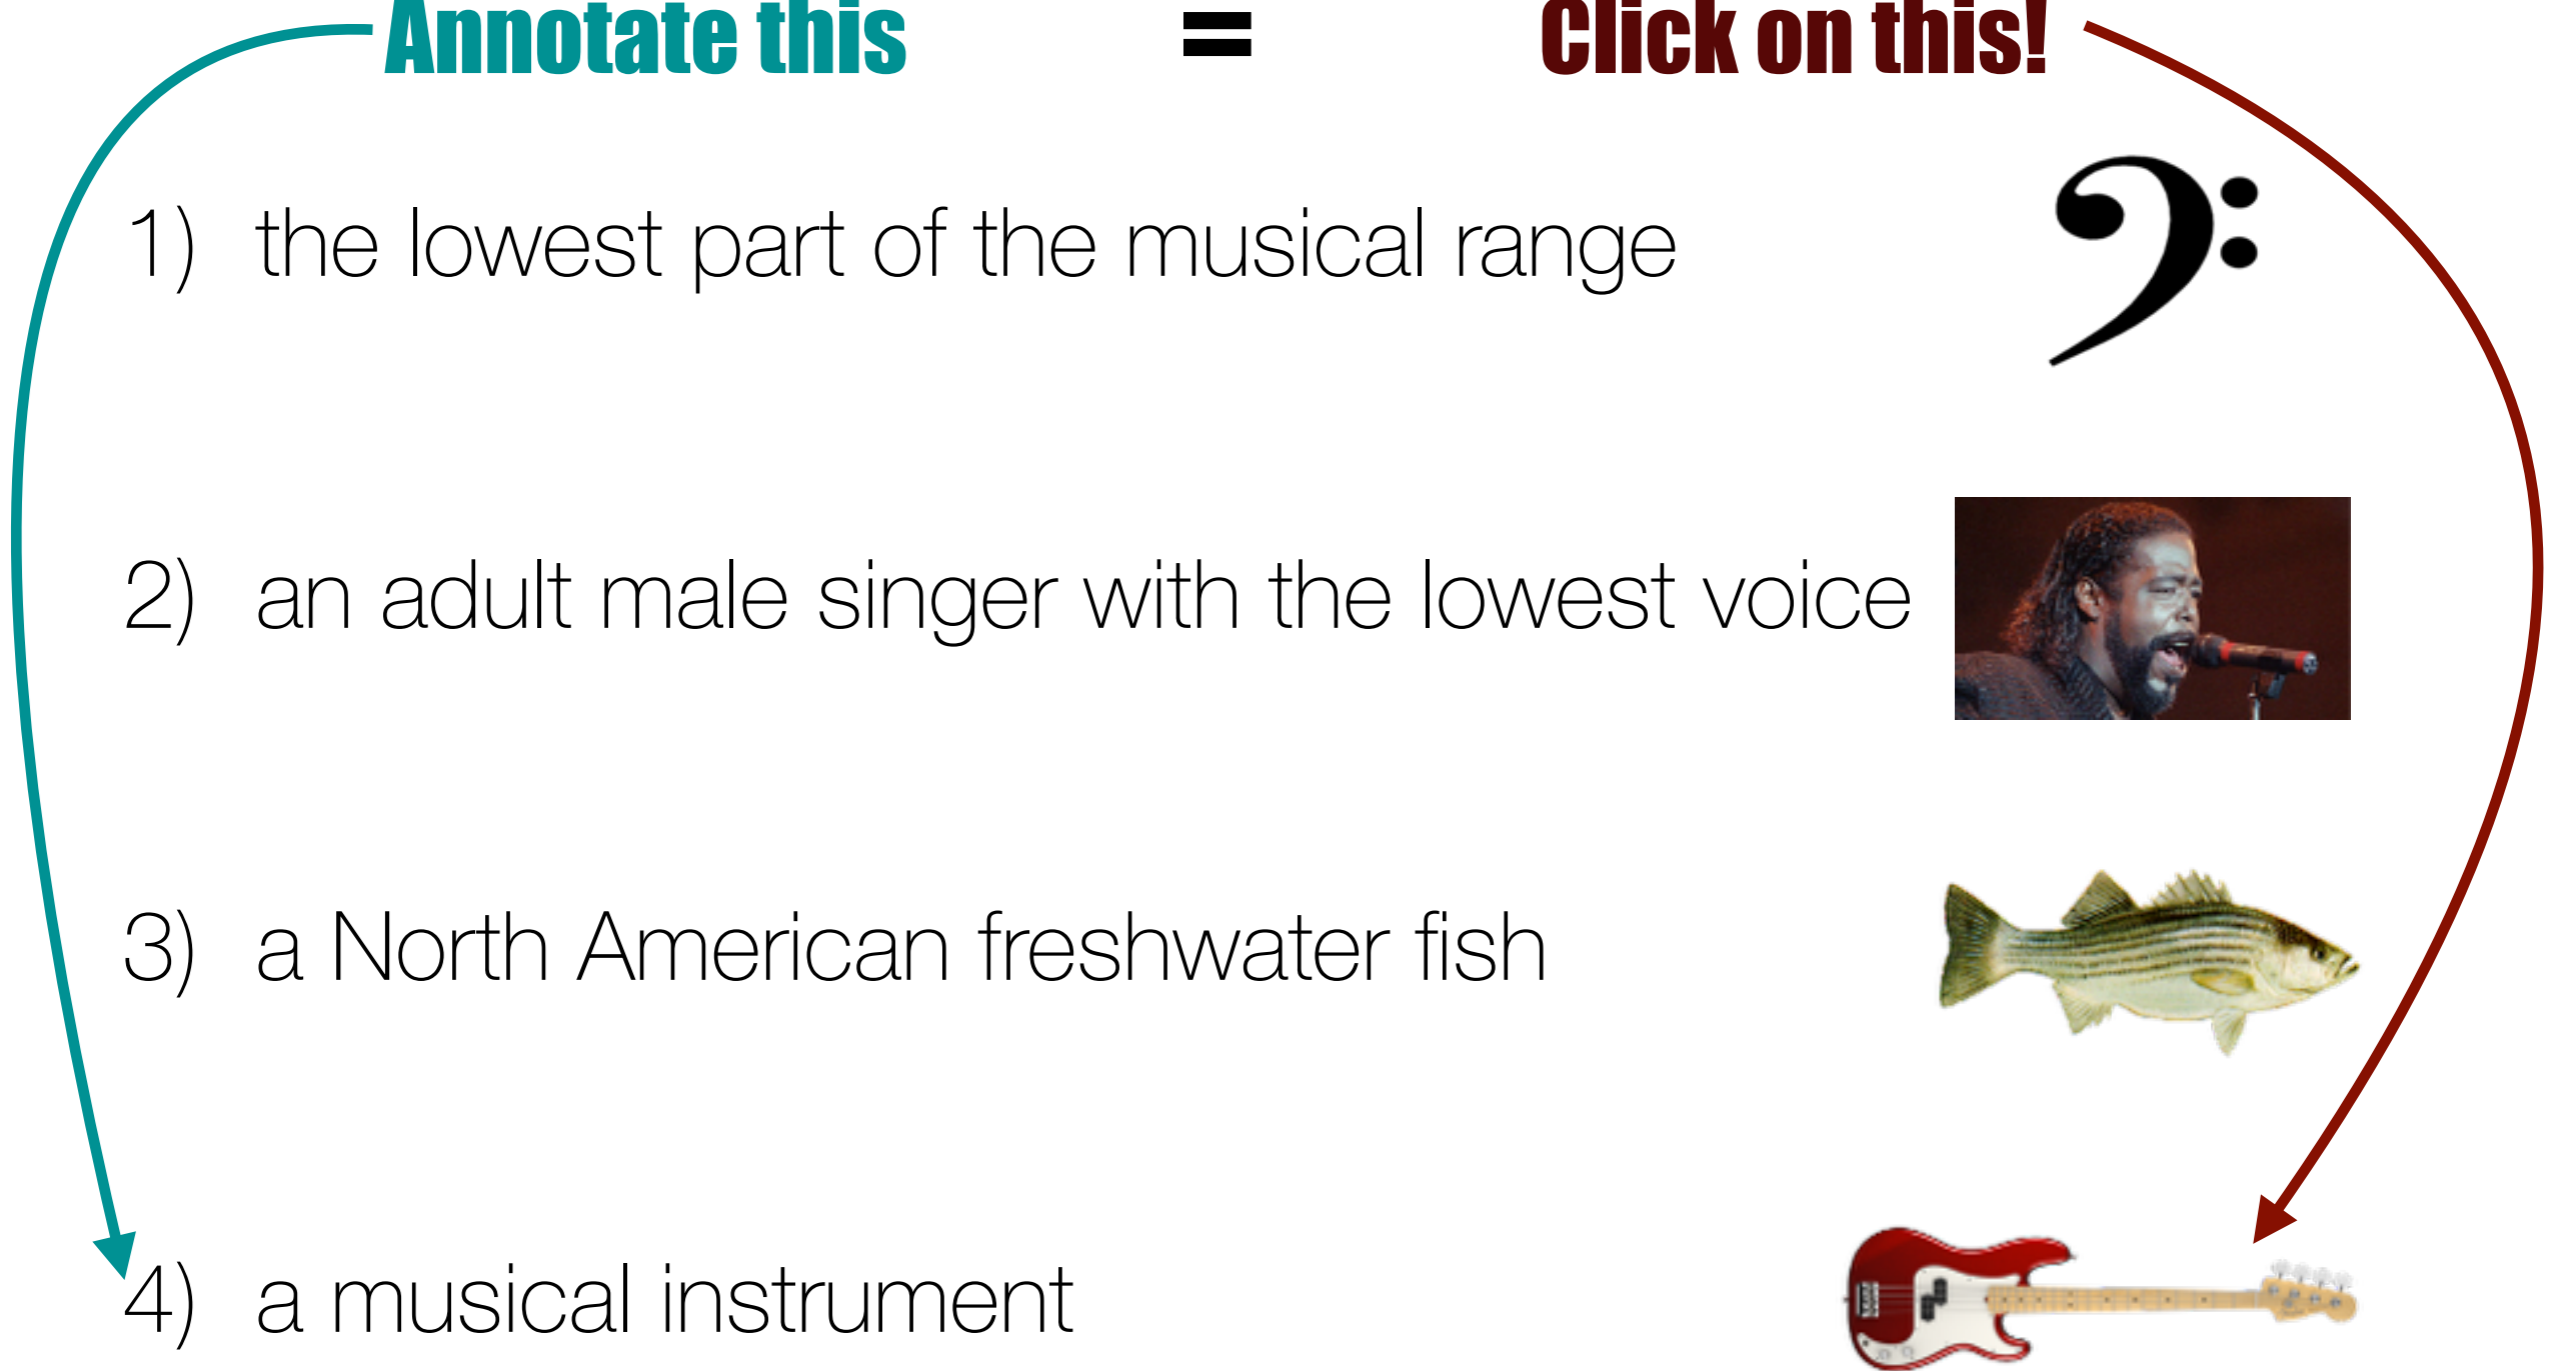 Annotate this = Click on this!
1) the lowest part of the musical range
2) an adult male singer with the lowest voice
3) a North American freshwater fish
4) a musical instrument